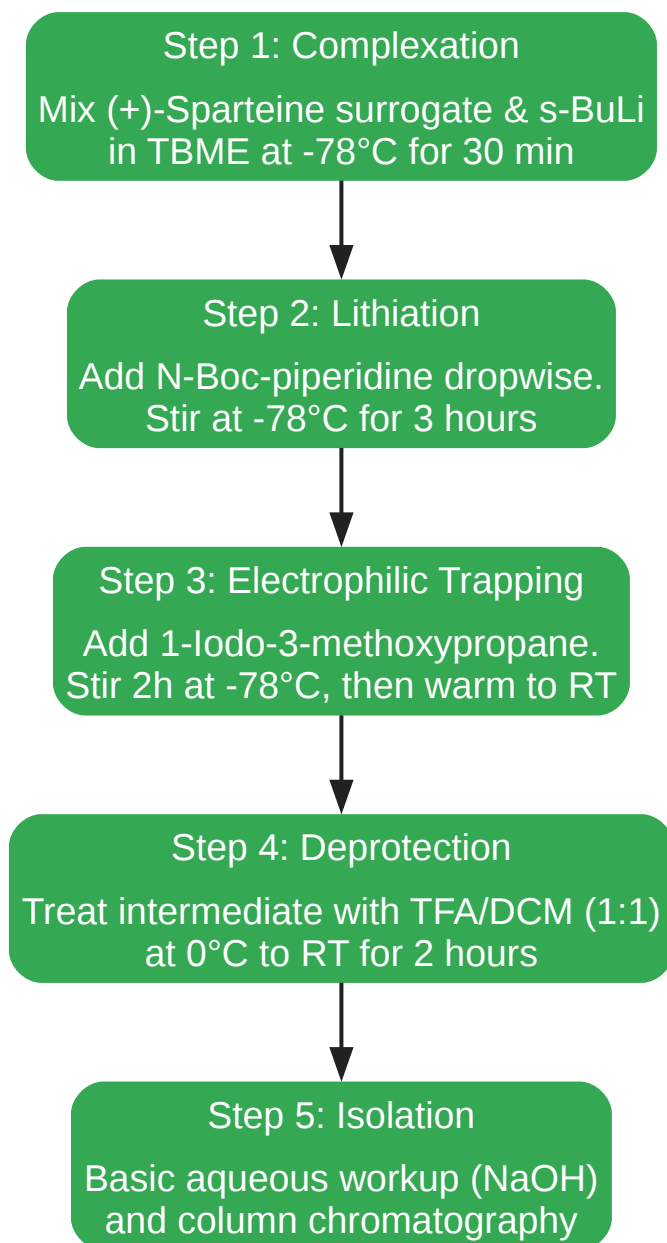 Step 1: Complexation
Mix (+)-Sparteine surrogate & s-BuLi
in TBME at -78°C for 30 min
Step 2: Lithiation
Add N-Boc-piperidine dropwise.
Stir at -78°C for 3 hours
Step 3: Electrophilic Trapping
Add 1-Iodo-3-methoxypropane.
Stir 2h at -78°C, then warm to RT
Step 4: Deprotection
Treat intermediate with TFA/DCM (1:1)
at 0°C to RT for 2 hours
Step 5: Isolation
Basic aqueous workup (NaOH)
and column chromatography